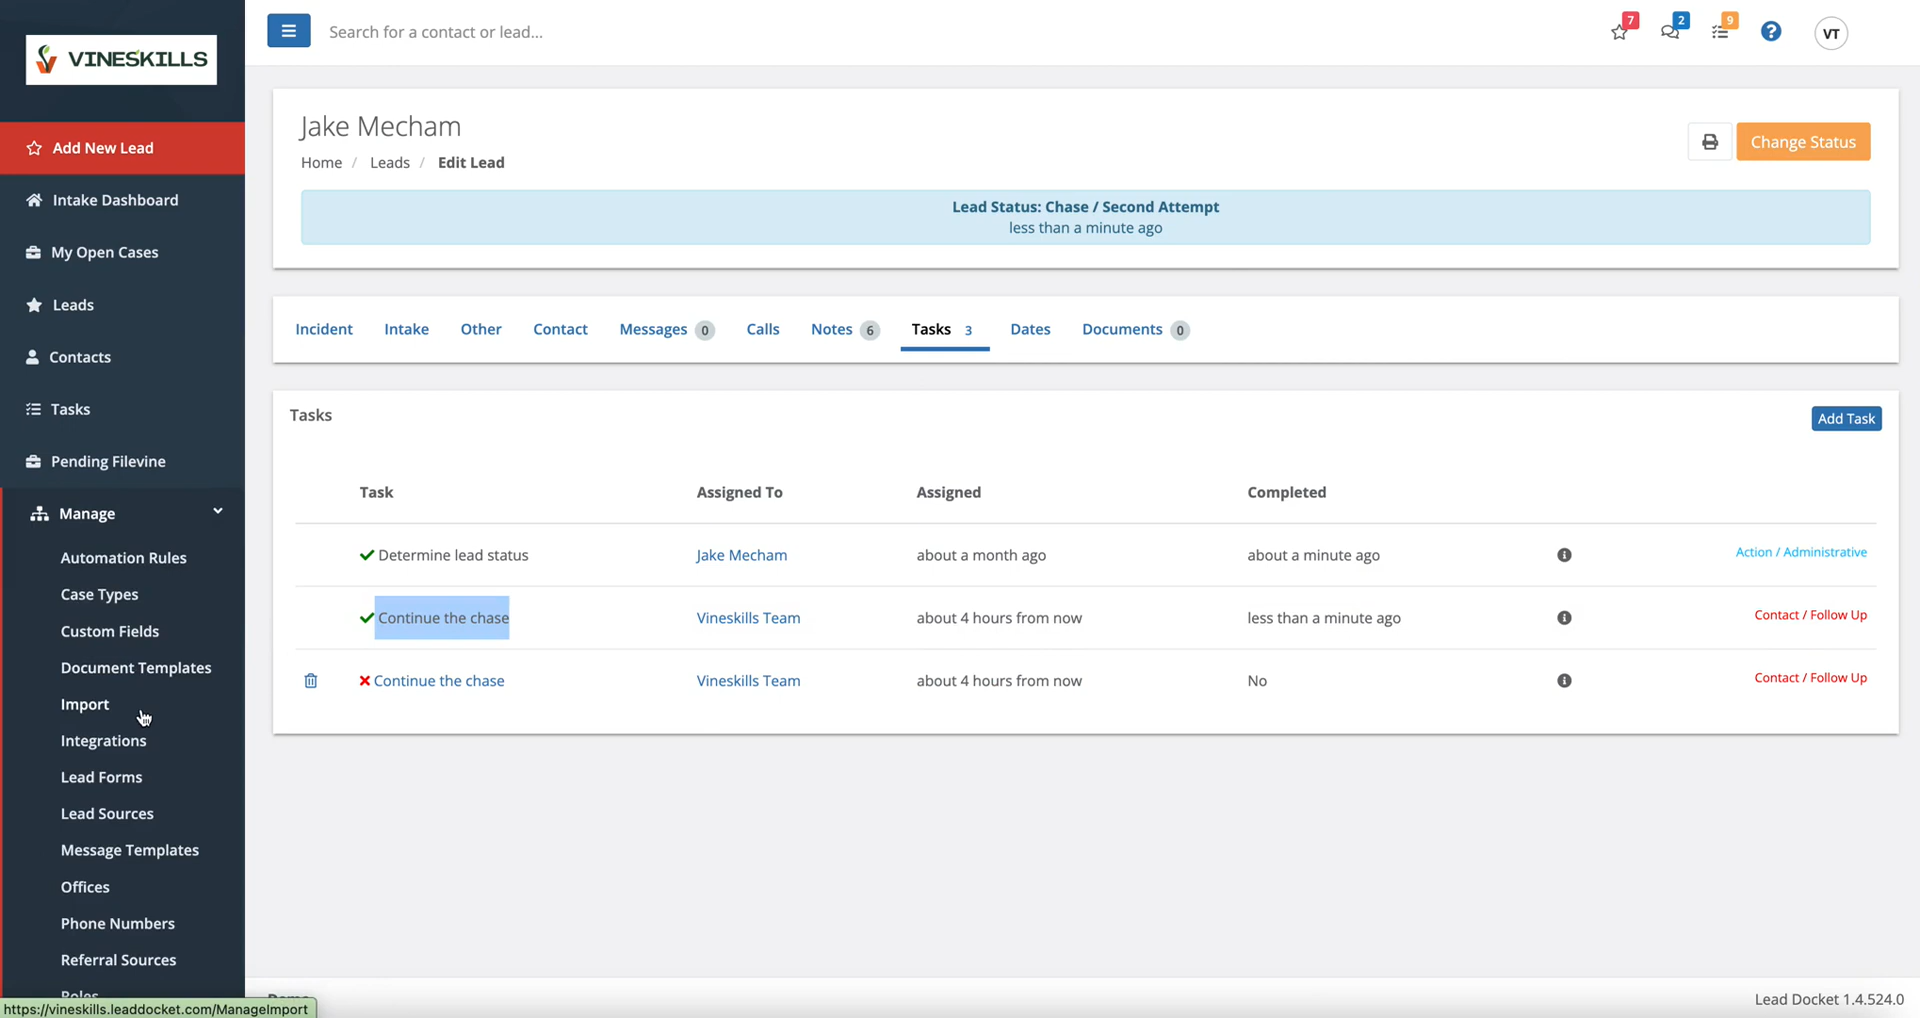 VINESKILLS
Search for a contact or lead...
7
2
9
VT
Add New Lead
Intake Dashboard
My Open Cases
Leads
Contacts
Tasks
Pending Filevine
Manage
Automation Rules
Case Types
Custom Fields
Document Templates
Import
Integrations
Lead Forms
Lead Sources
Message Templates
Offices
Phone Numbers
Referral Sources
Roles
https://vineskills.leaddocket.com/ManageImport
Jake Mecham
Home / Leads / Edit Lead
Change Status
Lead Status: Chase / Second Attempt
less than a minute ago
Incident Intake Other Contact Messages 0 Calls Notes 6 Tasks 3 Dates Documents 0
Tasks
Add Task
Task Assigned To Assigned Completed
Determine lead status Jake Mecham about a month ago about a minute ago Action / Administrative
Continue the chase Vineskills Team about 4 hours from now less than a minute ago Contact / Follow Up
Continue the chase Vineskills Team about 4 hours from now No Contact / Follow Up
Lead Docket 1.4.524.0